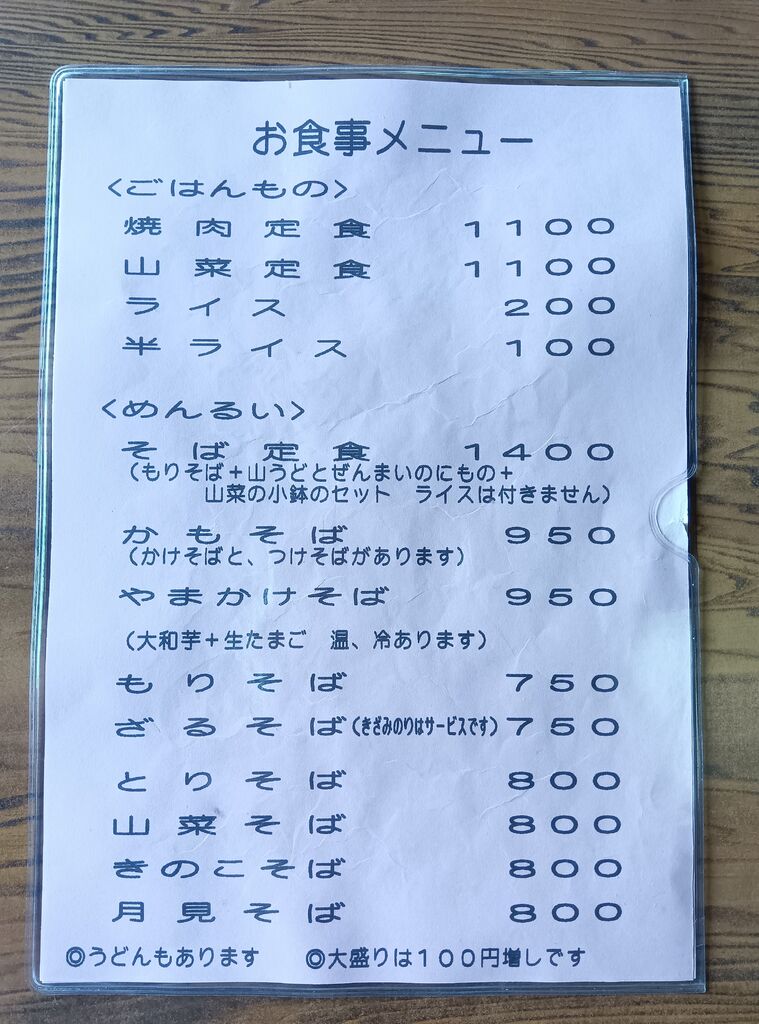 お食事メニュー
<ごはんもの>
焼肉定食 1100
山菜定食 1100
ライス 200
半ライス 100
<めんるい>
そば定食 1400
(もりそば+山うどとぜんまいのにもの+
山菜の小鉢のセット ライスは付きません)
かもそば 950
(かけそばと、つけそばがあります)
やまかけそば 950
(大和芋+生たまご 温、冷あります)
もりそば 750
ざるそば(きざみのりはサービスです) 750
とりそば 800
山菜そば 800
きのこそば 800
月見そば 800
◎うどんもあります ◎大盛りは100円増しです